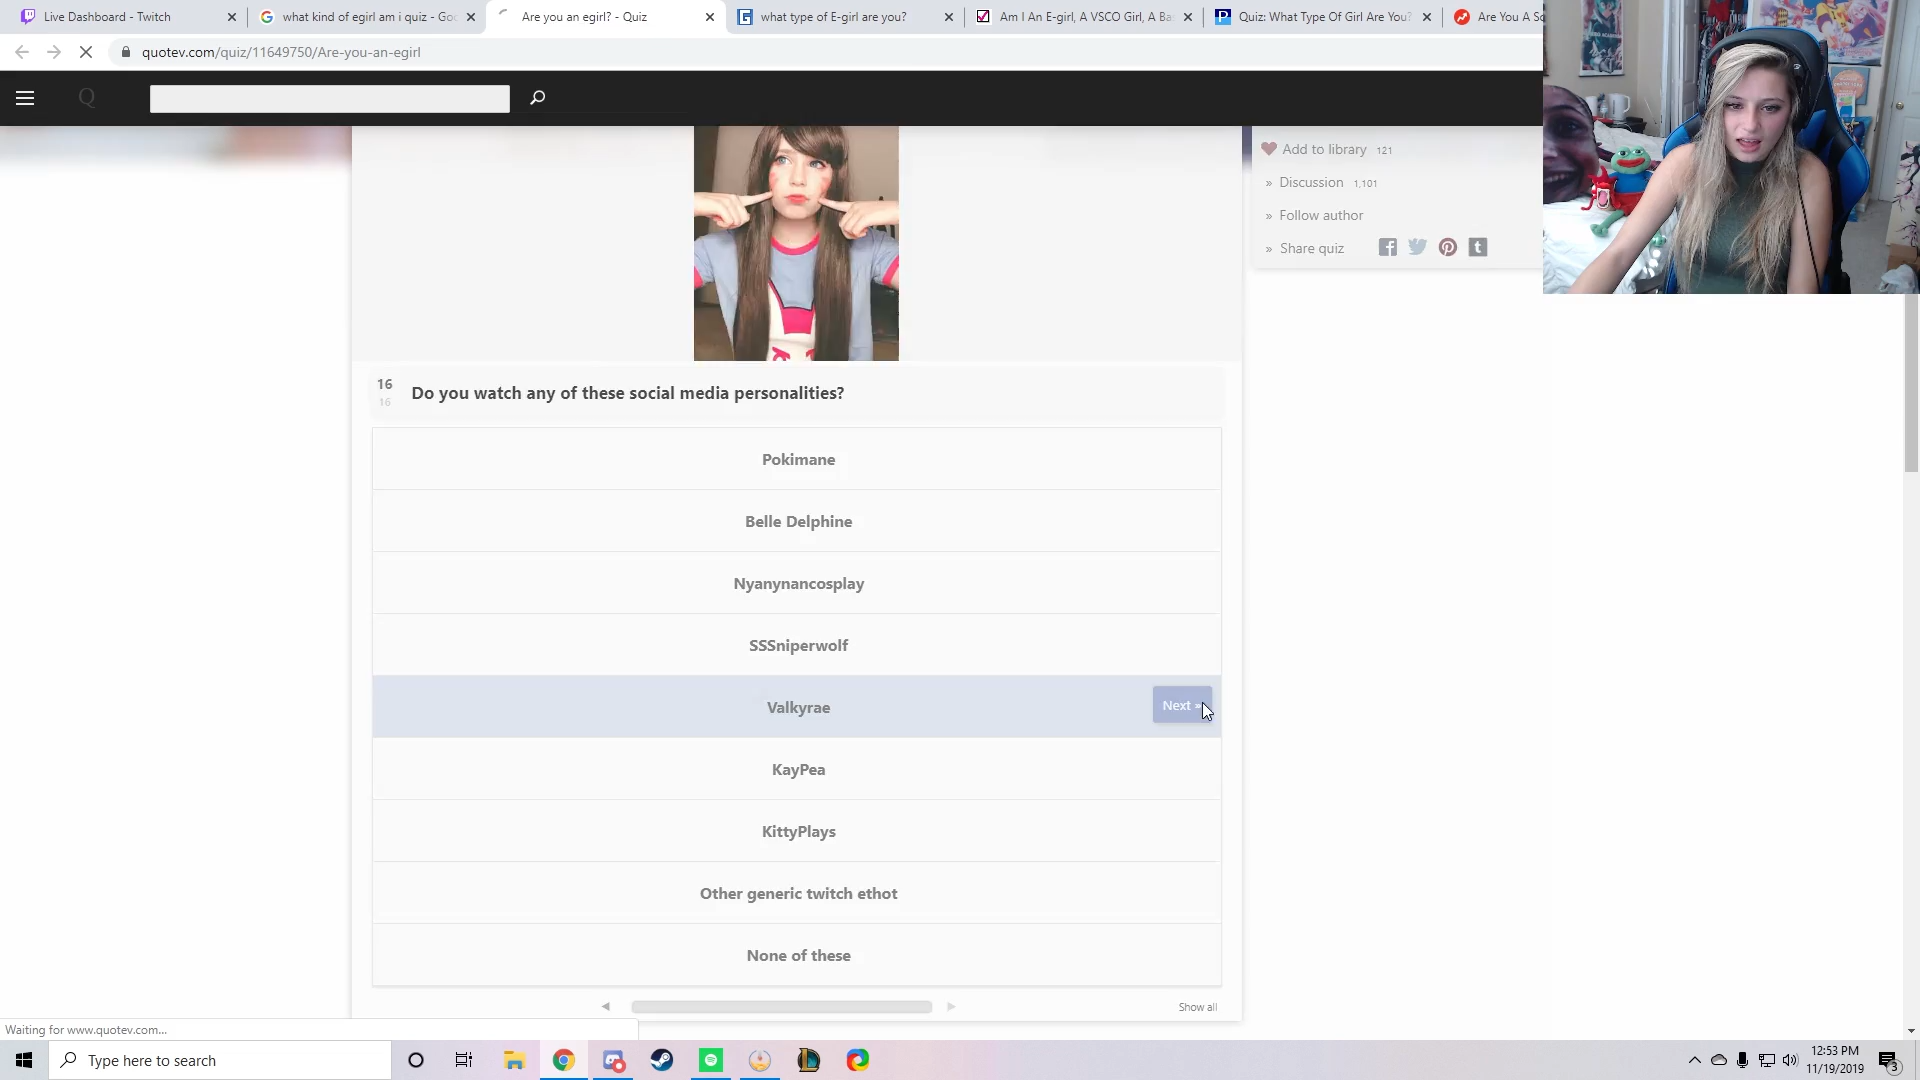 Live Dashboard - Twitch
what kind of egirl am i quiz - Goo
Are you an egirl? - Quiz
what type of E-girl are you?
Am I An E-girl, A VSCO Girl, A Ba
Quiz: What Type Of Girl Are You?
Are You A So
quotev.com/quiz/11649750/Are-you-an-egirl
Q
Add to library 121
» Discussion 1,101
» Follow author
» Share quiz
16
16
Do you watch any of these social media personalities?
Pokimane
Belle Delphine
Nyanynancosplay
SSSniperwolf
Valkyrae
Next »
KayPea
KittyPlays
Other generic twitch ethot
None of these
Show all
Waiting for www.quotev.com...
Type here to search
12:53 PM
11/19/2019
3